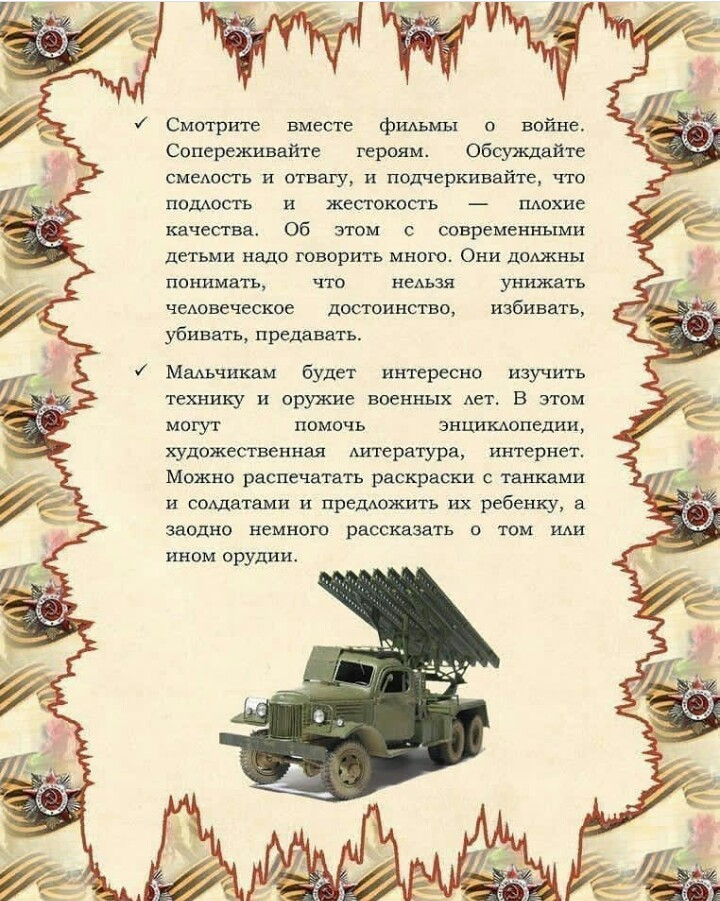 ✓ Смотрите вместе фильмы о войне.
Сопереживайте героям. Обсуждайте
смелость и отвагу, и подчеркивайте, что
подлость и жестокость — плохие
качества. Об этом с современными
детьми надо говорить много. Они должны
понимать, что нельзя унижать
человеческое достоинство, избивать,
убивать, предавать.
✓ Мальчикам будет интересно изучить
технику и оружие военных лет. В этом
могут помочь энциклопедии,
художественная литература, интернет.
Можно распечатать раскраски с танками
и солдатами и предложить их ребенку, а
заодно немного рассказать о том или
ином орудии.